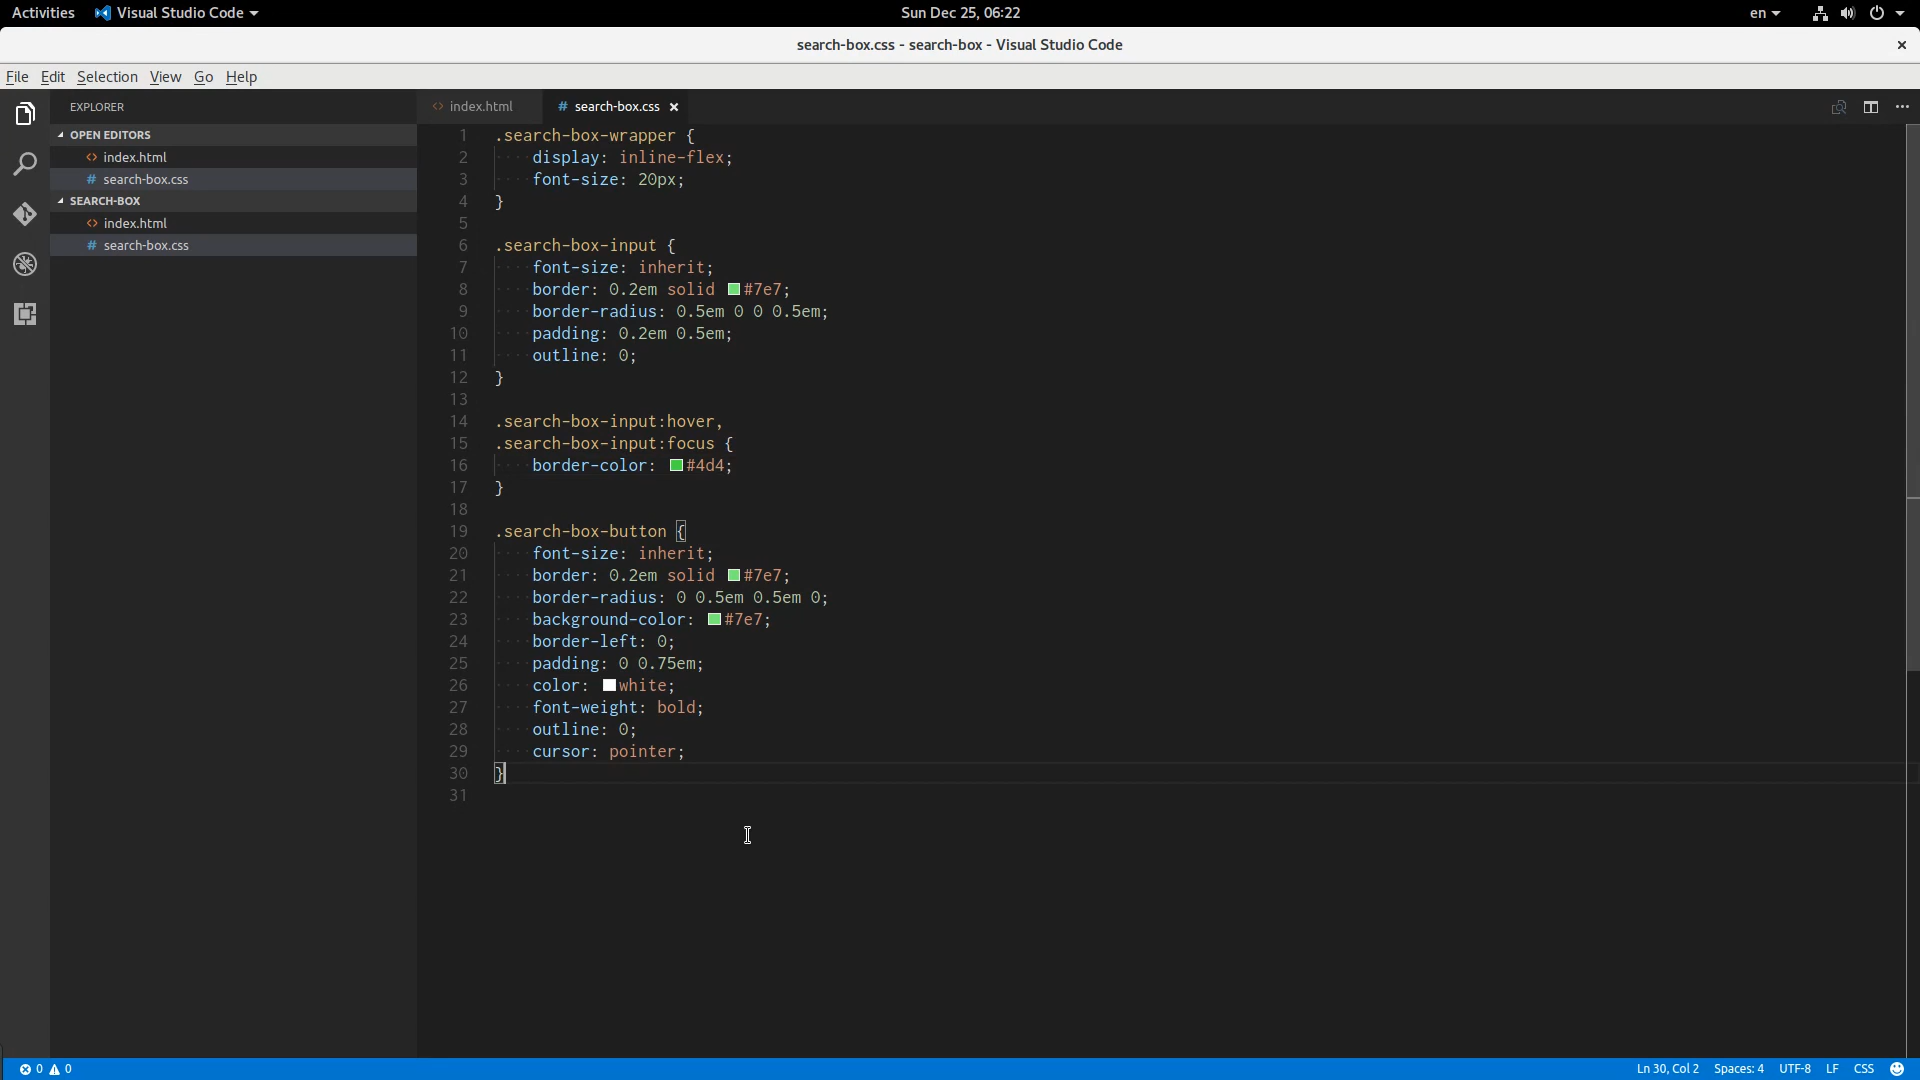 Activities Visual Studio Code Sun Dec 25, 06:22 en
search-box.css - search-box - Visual Studio Code
File Edit Selection View Go Help
EXPLORER
OPEN EDITORS
<> index.html
# search-box.css
SEARCH-BOX
<> index.html
# search-box.css
<> index.html # search-box.css ×
1 .search-box-wrapper {
2 ····display: inline-flex;
3 ····font-size: 20px;
4 }
5
6 .search-box-input {
7 ····font-size: inherit;
8 ····border: 0.2em solid #7e7;
9 ····border-radius: 0.5em 0 0 0.5em;
10 ····padding: 0.2em 0.5em;
11 ····outline: 0;
12 }
13
14 .search-box-input:hover,
15 .search-box-input:focus {
16 ····border-color: #4d4;
17 }
18
19 .search-box-button {
20 ····font-size: inherit;
21 ····border: 0.2em solid #7e7;
22 ····border-radius: 0 0.5em 0.5em 0;
23 ····background-color: #7e7;
24 ····border-left: 0;
25 ····padding: 0 0.75em;
26 ····color: white;
27 ····font-weight: bold;
28 ····outline: 0;
29 ····cursor: pointer;
30 }
31
0 0 Ln 30, Col 2 Spaces: 4 UTF-8 LF CSS